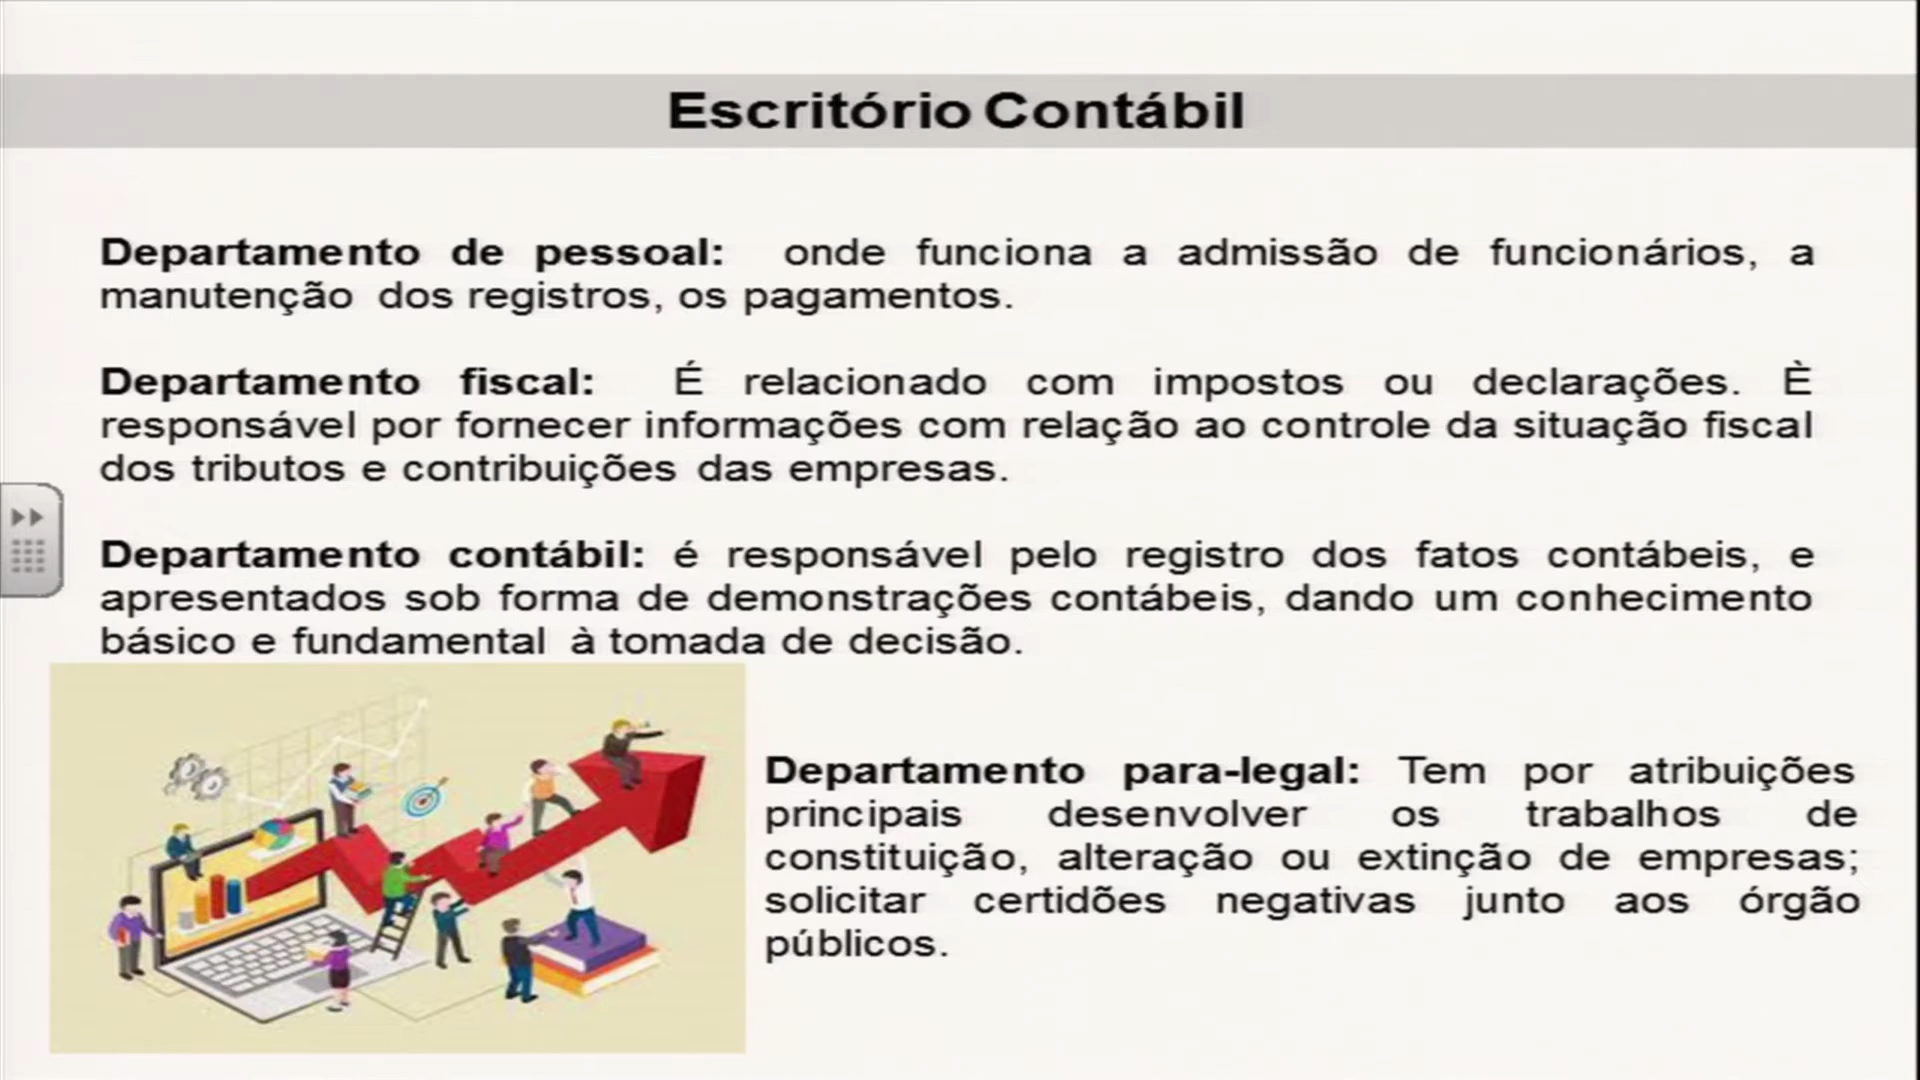 Escritório Contábil
Departamento de pessoal: onde funciona a admissão de funcionários, a
manutenção dos registros, os pagamentos.
Departamento fiscal: É relacionado com impostos ou declarações. È
responsável por fornecer informações com relação ao controle da situação fiscal
dos tributos e contribuições das empresas.
Departamento contábil: é responsável pelo registro dos fatos contábeis, e
apresentados sob forma de demonstrações contábeis, dando um conhecimento
básico e fundamental à tomada de decisão.
Departamento para-legal: Tem por atribuições
principais desenvolver os trabalhos de
constituição, alteração ou extinção de empresas;
solicitar certidões negativas junto aos órgão
públicos.